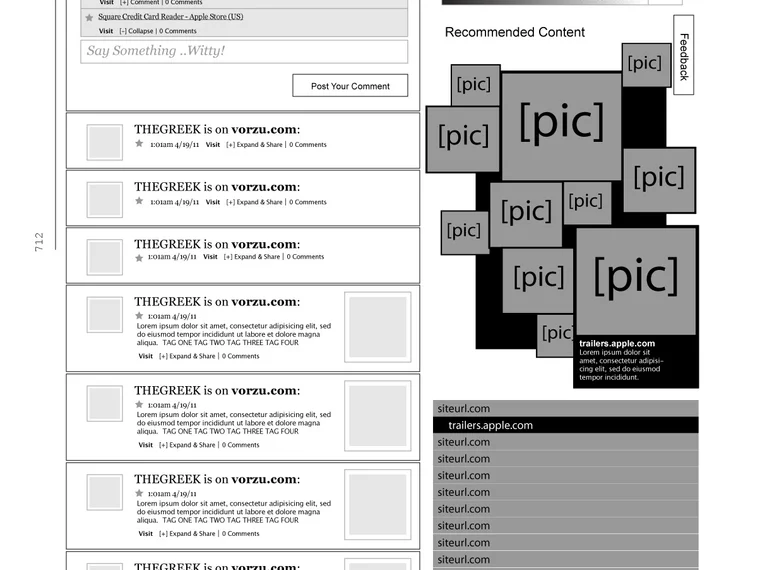 Visit [+] Comment | 0 Comments
Square Credit Card Reader - Apple Store (US)
Visit [-] Collapse | 0 Comments
Say Something ..Witty!
Post Your Comment
THEGREEK is on vorzu.com:
1:01am 4/19/11 Visit [+] Expand & Share | 0 Comments
THEGREEK is on vorzu.com:
1:01am 4/19/11 Visit [+] Expand & Share | 0 Comments
THEGREEK is on vorzu.com:
1:01am 4/19/11 Visit [+] Expand & Share | 0 Comments
THEGREEK is on vorzu.com:
1:01am 4/19/11
Lorem ipsum dolor sit amet, consectetur adipisicing elit, sed
do eiusmod tempor incididunt ut labore et dolore magna
aliqua. TAG ONE TAG TWO TAG THREE TAG FOUR
Visit [+] Expand & Share | 0 Comments
THEGREEK is on vorzu.com:
1:01am 4/19/11
Lorem ipsum dolor sit amet, consectetur adipisicing elit, sed
do eiusmod tempor incididunt ut labore et dolore magna
aliqua. TAG ONE TAG TWO TAG THREE TAG FOUR
Visit [+] Expand & Share | 0 Comments
THEGREEK is on vorzu.com:
1:01am 4/19/11
Lorem ipsum dolor sit amet, consectetur adipisicing elit, sed
do eiusmod tempor incididunt ut labore et dolore magna
aliqua. TAG ONE TAG TWO TAG THREE TAG FOUR
Visit [+] Expand & Share | 0 Comments
THEGREEK is on vorzu.com:
712
Recommended Content
Feedback
[pic]
[pic]
[pic]
[pic]
[pic]
[pic]
[pic]
[pic]
[pic]
[pic]
[pic]
trailers.apple.com
Lorem ipsum dolor sit
amet, consectetur adipisi-
cing elit, sed do eiusmod
tempor incididunt.
siteurl.com
trailers.apple.com
siteurl.com
siteurl.com
siteurl.com
siteurl.com
siteurl.com
siteurl.com
siteurl.com
siteurl.com